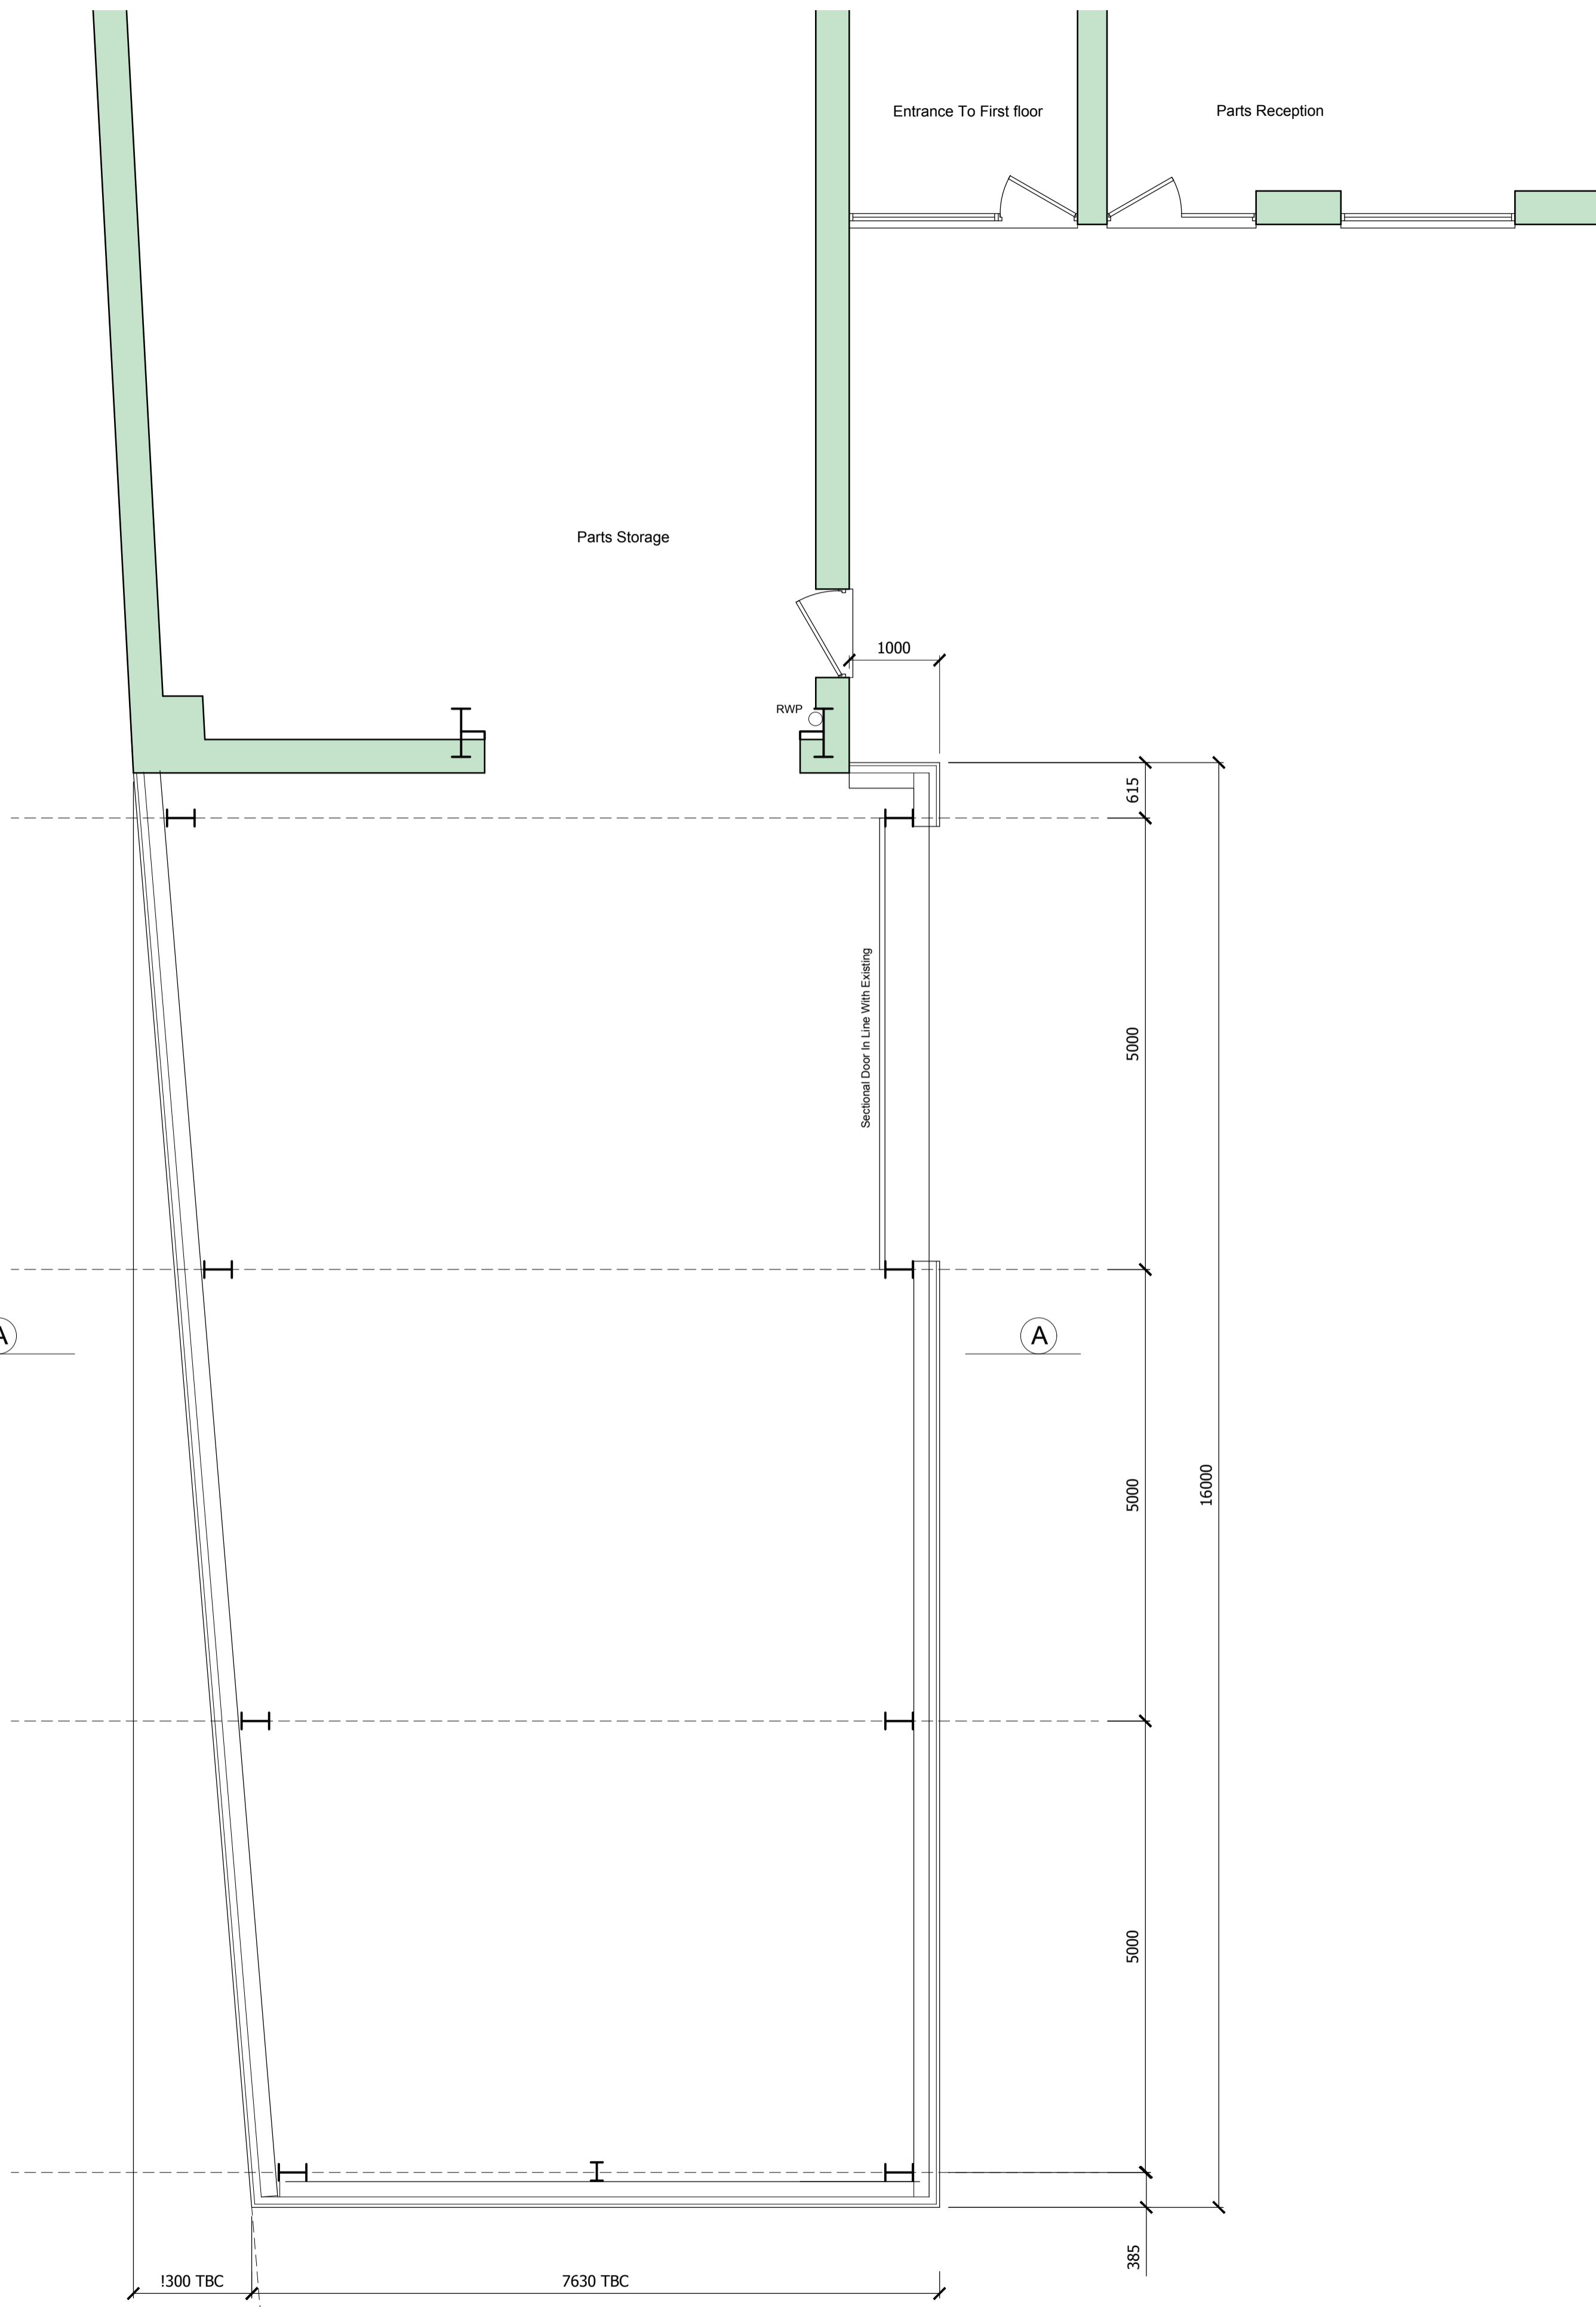 Entrance To First floor
Parts Reception
Parts Storage
1000
RWP
615
Sectional Door In Line With Existing
5000
A
A
5000
16000
5000
385
!300 TBC
7630 TBC